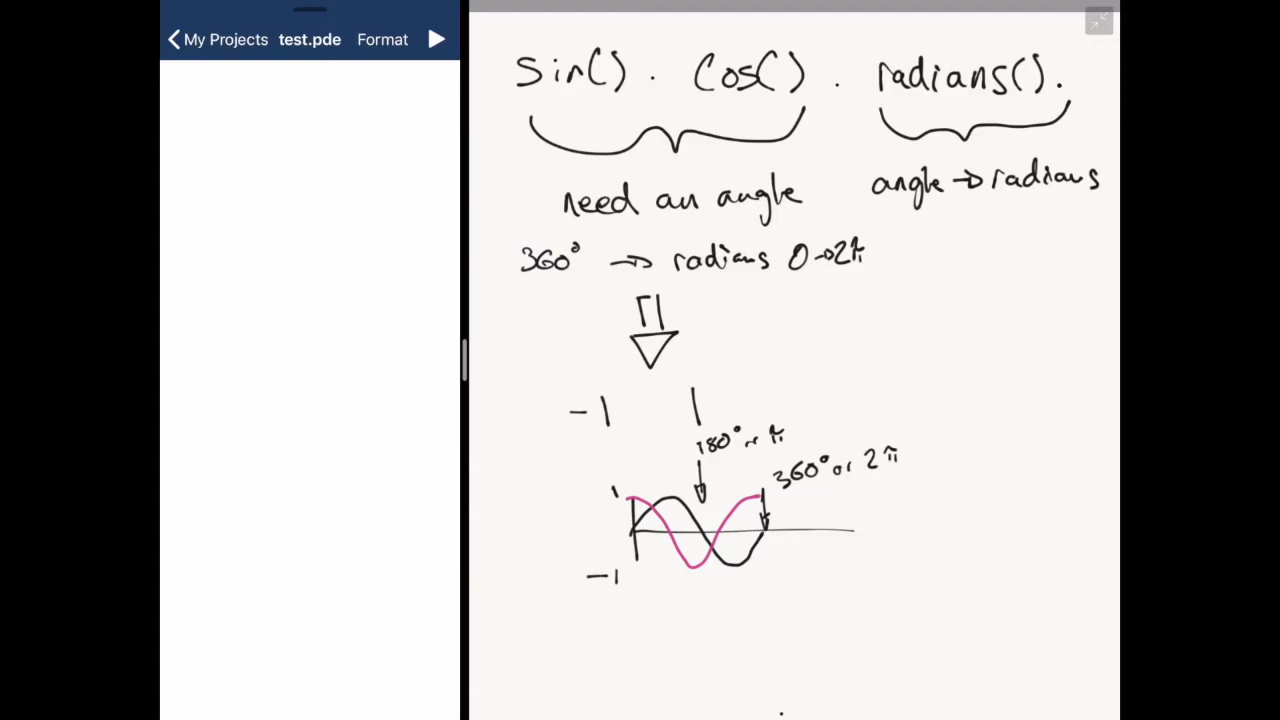 My Projects test.pde Format
sin() . cos() . radians().
need an angle
angle → radians
360° → radians 0→2π
-1 1
180° or π
360° or 2π
1
-1